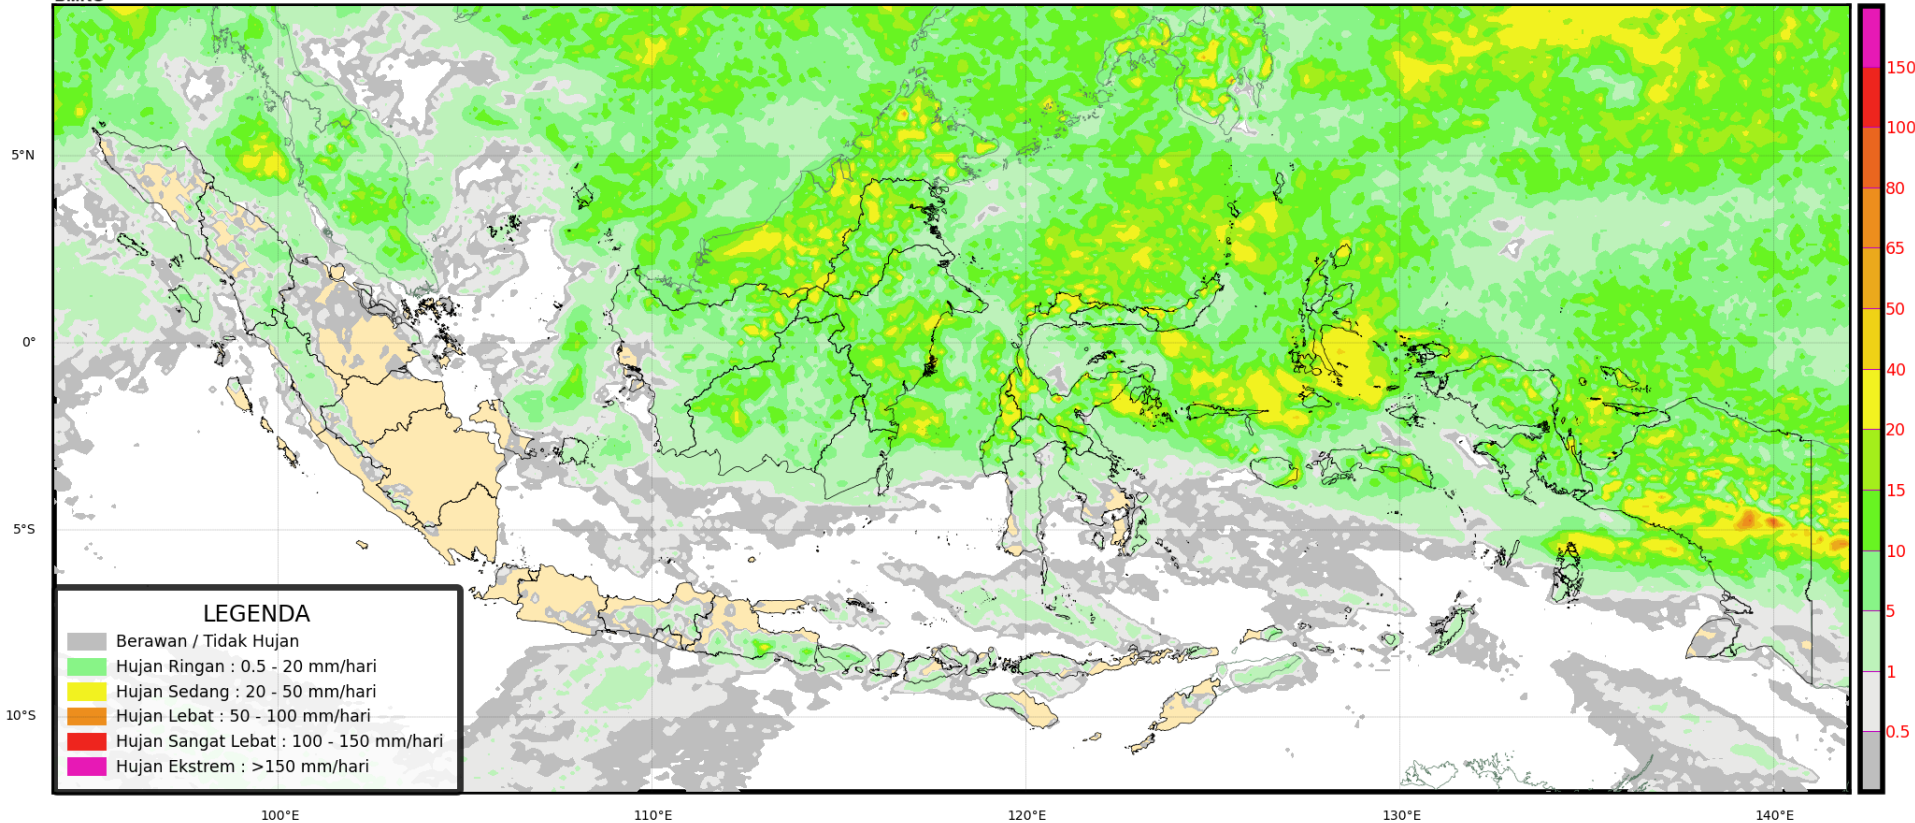 5°N
0°
5°S
10°S
100°E
110°E
120°E
130°E
140°E
LEGENDA
Berawan / Tidak Hujan
Hujan Ringan : 0.5 - 20 mm/hari
Hujan Sedang : 20 - 50 mm/hari
Hujan Lebat : 50 - 100 mm/hari
Hujan Sangat Lebat : 100 - 150 mm/hari
Hujan Ekstrem : >150 mm/hari
150
100
80
65
50
40
20
15
10
5
1
0.5